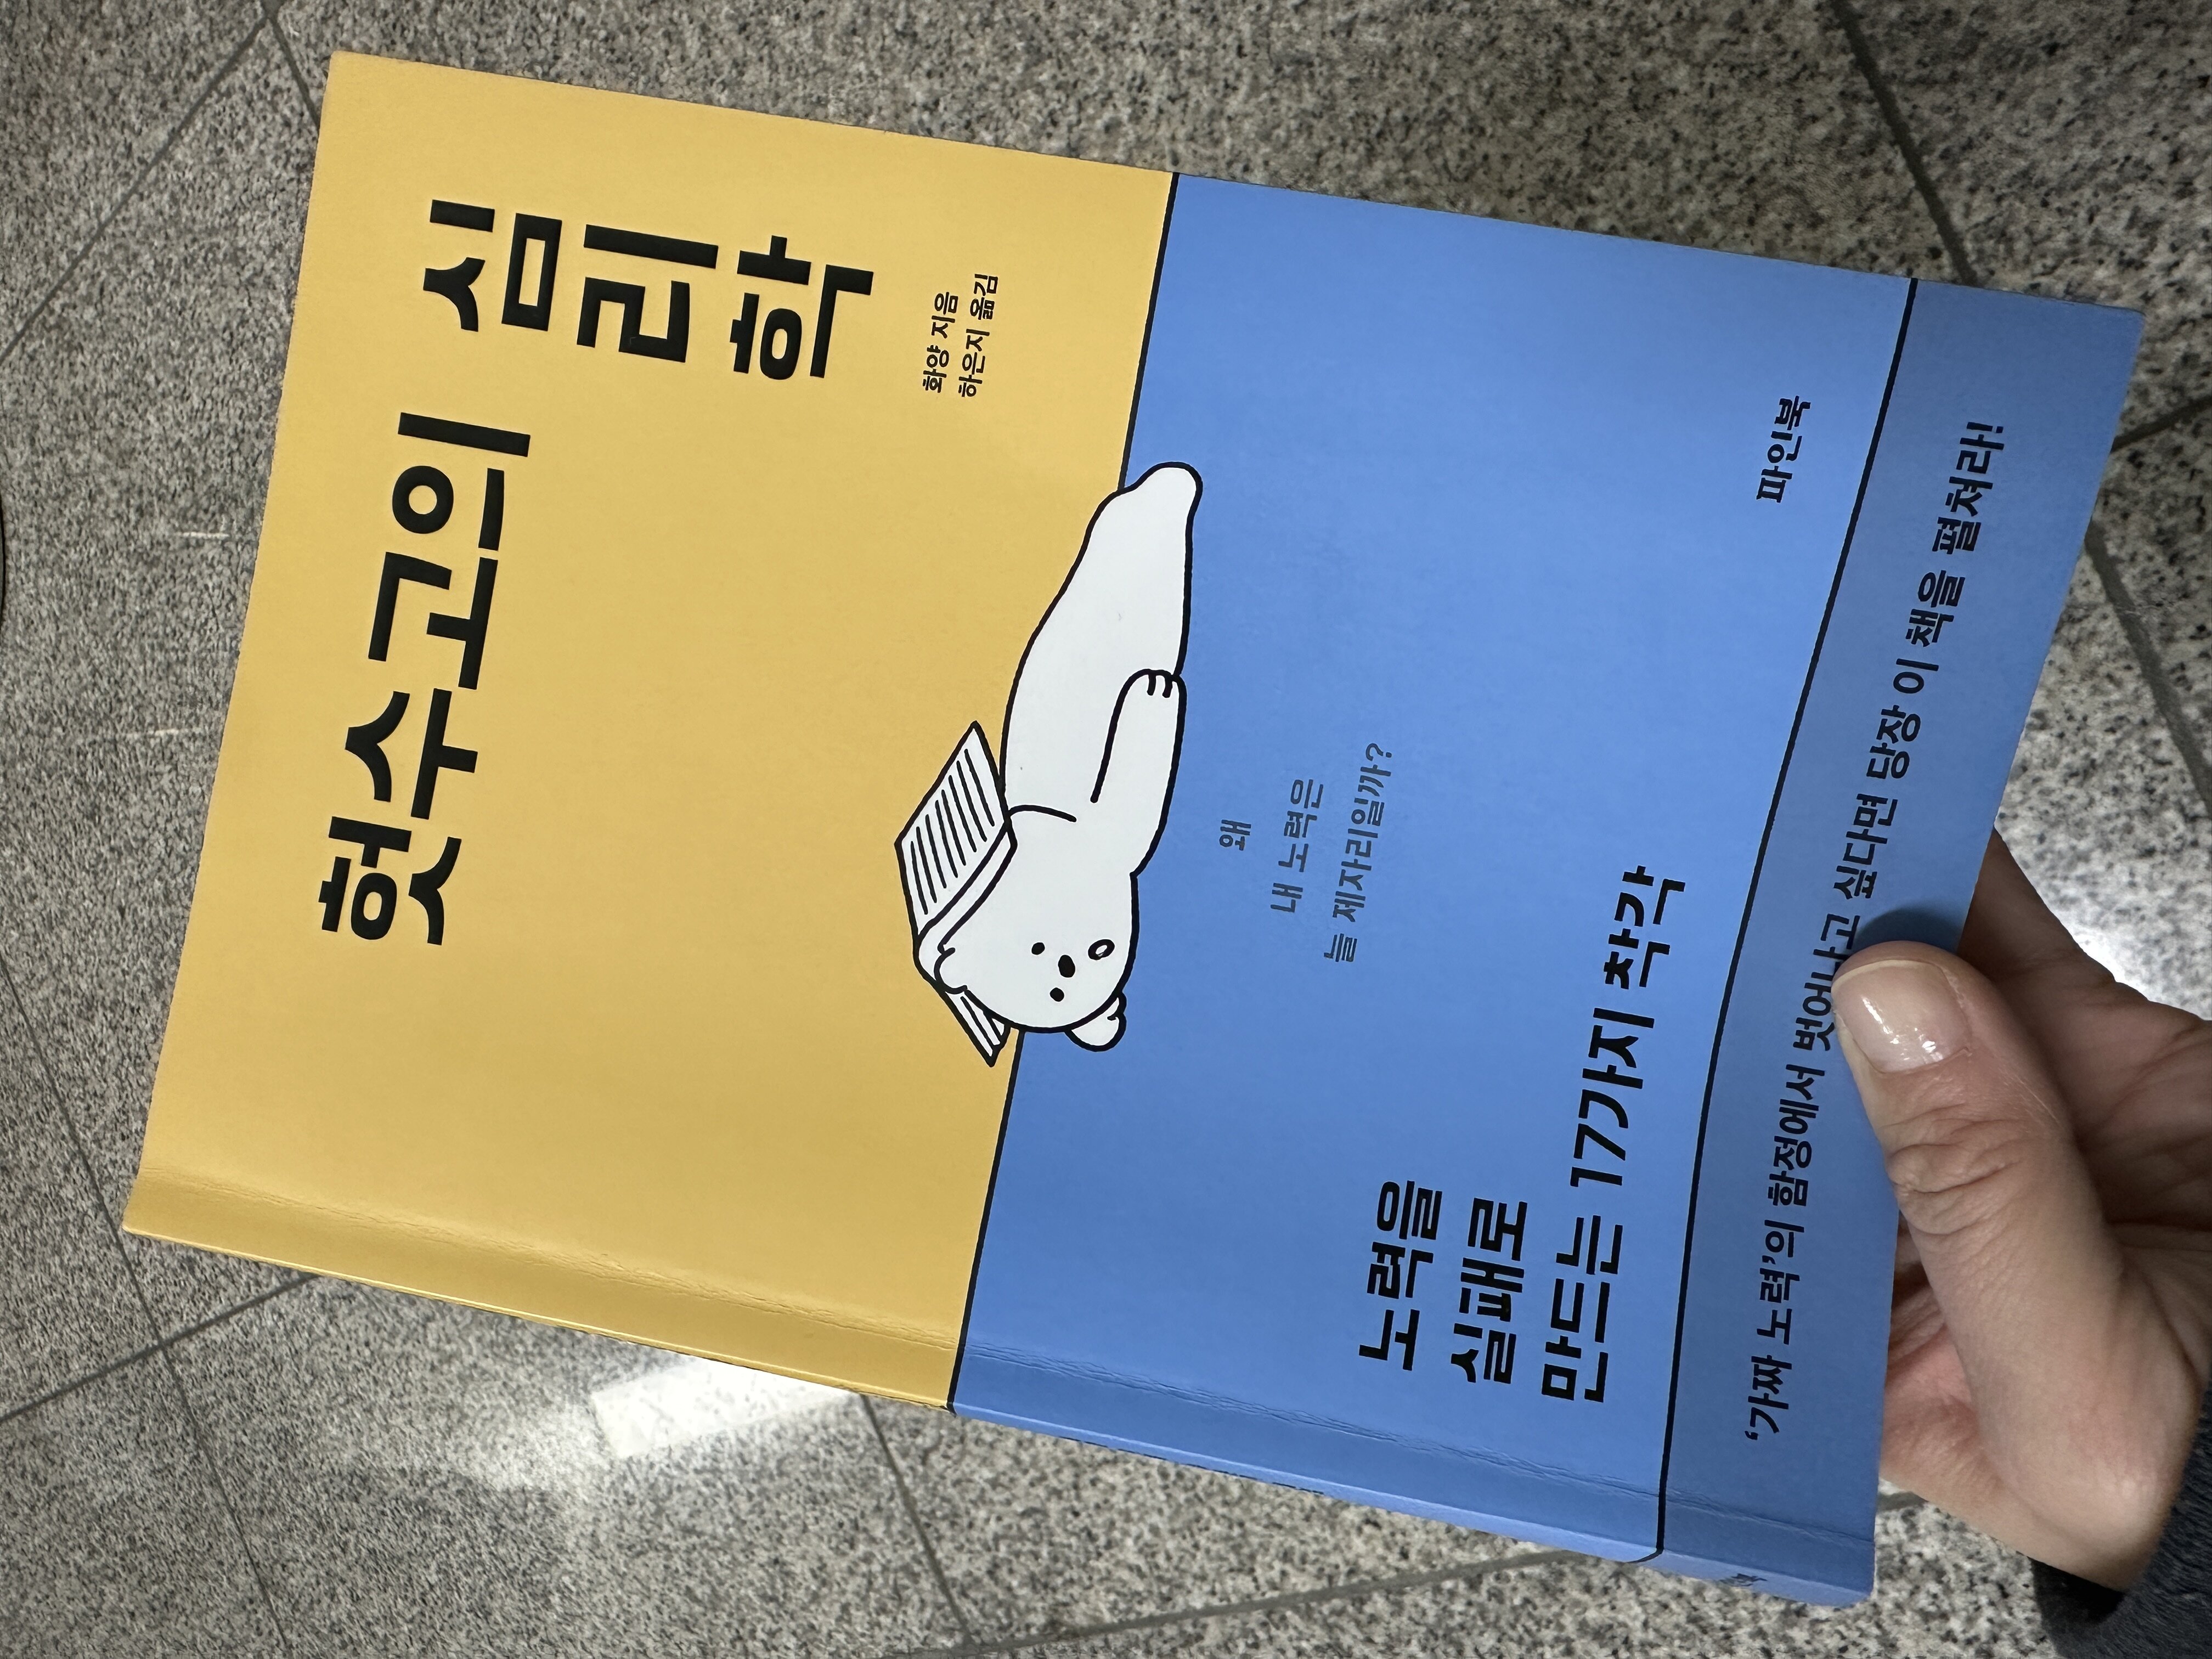 헛수고의
심
리
학
화양 지음
하은지 옮김
왜
내 노력은
늘 제자리일까?
노력을
실패로
만드는 17가지 착각
파인북
'가짜 노력'의 함정에서 벗어나고 싶다면 당장 이 책을 펼쳐라!